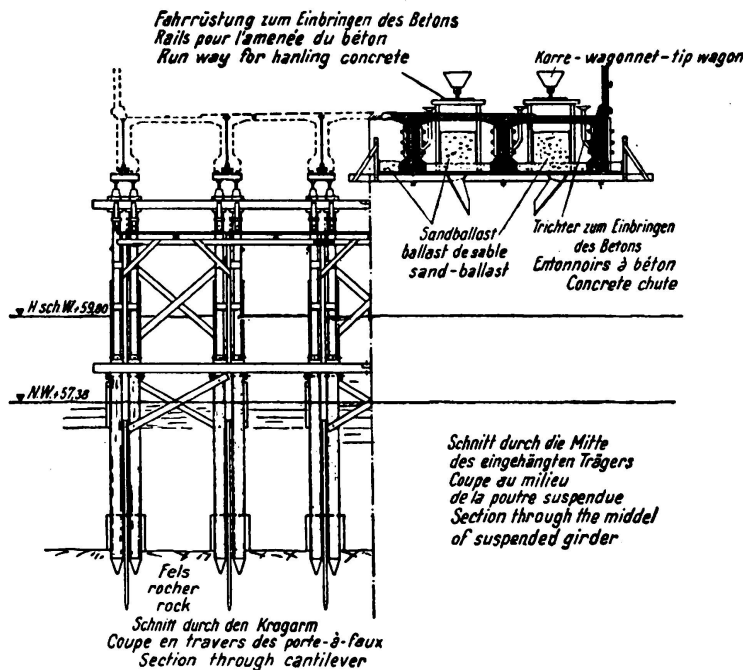 Fahrrüstung zum Einbringen des Betons
Rails pour l'amenée du béton
Run way for hanling concrete
Karre-wagonnet-tip wagon
Sandballast
ballast de sable
sand-ballast
Trichter zum Einbringen
des Betons
Entonnoirs à béton
Concrete chute
H.sch.W.+59,80
N.W.+57,38
Schnitt durch die Mitte
des eingehängten Trägers
Coupe au milieu
de la poutre suspendue
Section through the middel
of suspended girder
Fels
rocher
rock
Schnitt durch den Kragarm
Coupe en travers des porte-à-faux
Section through cantilever